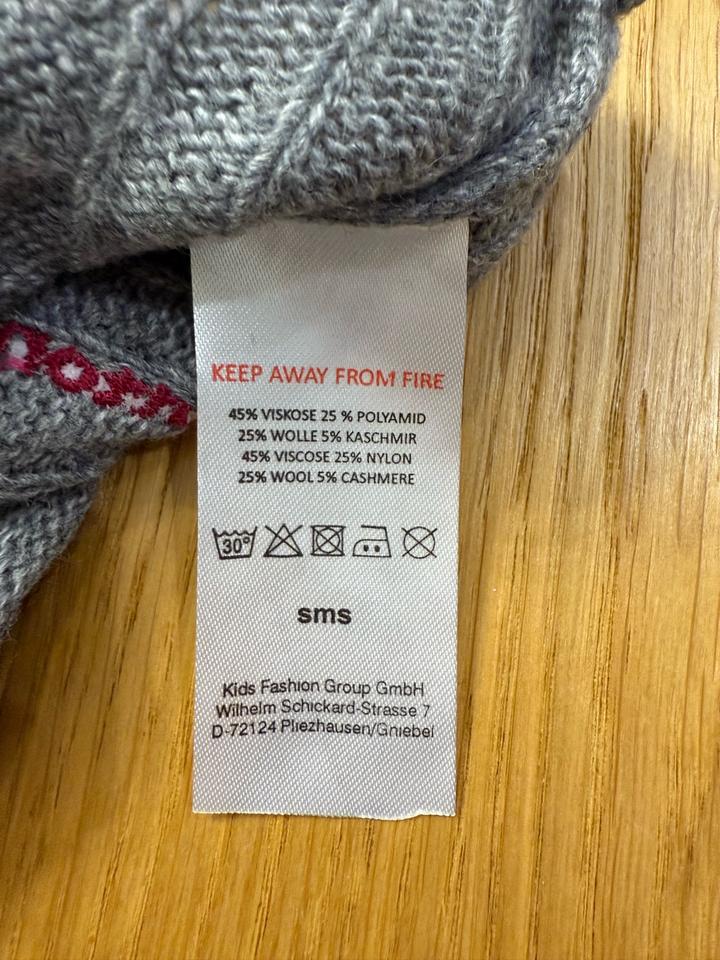 KEEP AWAY FROM FIRE
45% VISKOSE 25 % POLYAMID
25% WOLLE 5% KASCHMIR
45% VISCOSE 25% NYLON
25% WOOL 5% CASHMERE
30°
sms
Kids Fashion Group GmbH
Wilhelm Schickard-Strasse 7
D-72124 Pliezhausen/Gniebel